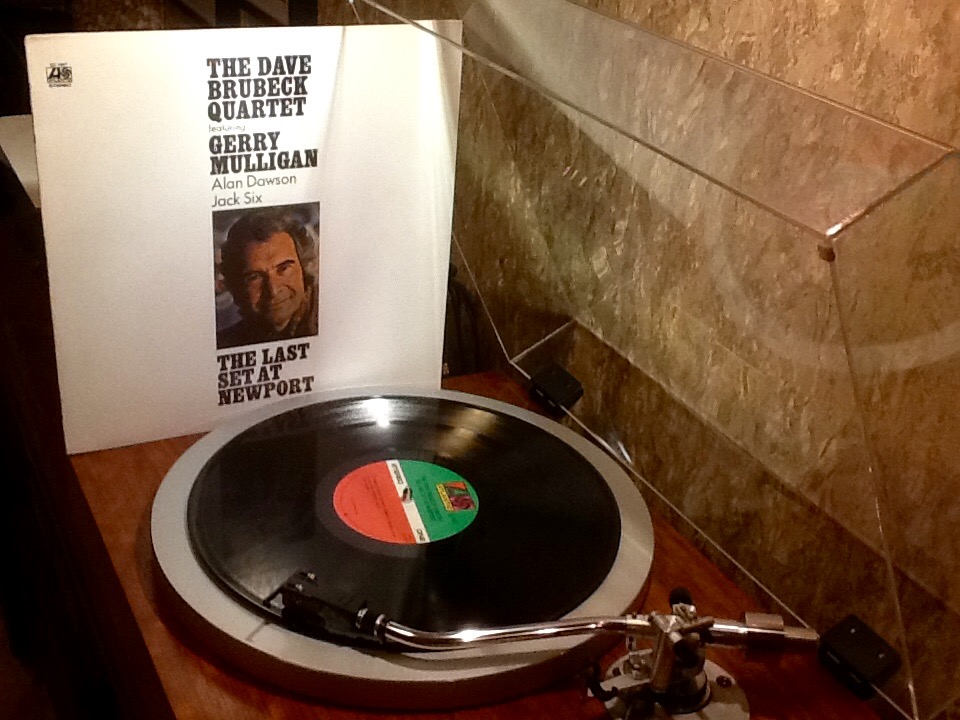 THE DAVE
BRUBECK
QUARTET
featuring
GERRY
MULLIGAN
Alan Dawson
Jack Six
THE LAST
SET AT
NEWPORT